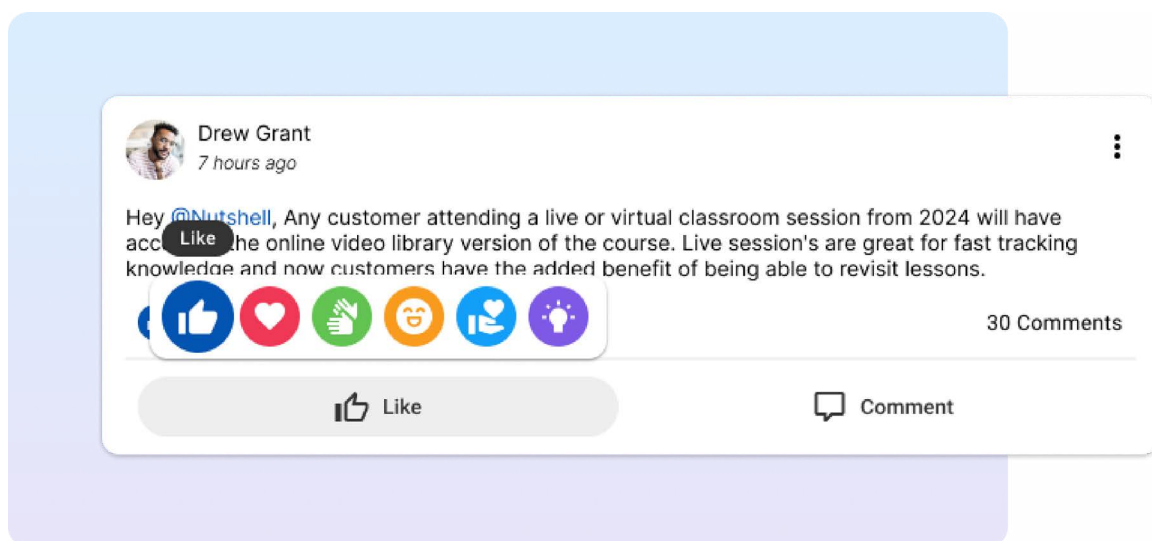 Drew Grant
7 hours ago
Hey @Nutshell, Any customer attending a live or virtual classroom session from 2024 will have
the online video library version of the course. Live session's are great for fast tracking
Like
knowledge and now customers have the added benefit of being able to revisit lessons.
30 Comments
Like
Comment